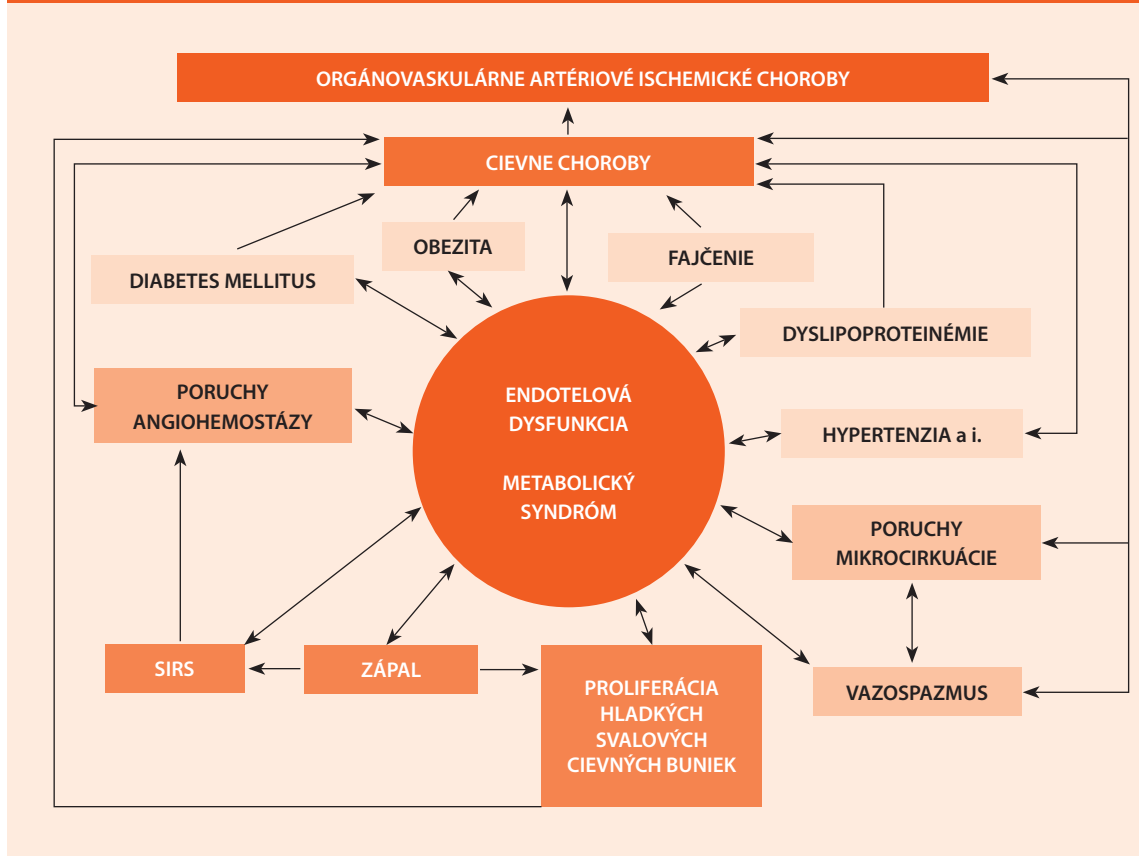 ORGÁNOVASKULÁRNE ARTÉRIOVÉ ISCHEMICKÉ CHOROBY
CIEVNE CHOROBY
OBEZITA
FAJČENIE
DIABETES MELLITUS
DYSLIPOPROTEINÉMIE
PORUCHY
ANGIOHEMOSTÁZY
ENDOTELOVÁ
DYSFUNKCIA
METABOLICKÝ
SYNDRÓM
HYPERTENZIA a i.
PORUCHY
MIKROCIRKUÁCIE
SIRS
ZÁPAL
PROLIFERÁCIA
HLADKÝCH
SVALOVÝCH
CIEVNÝCH BUNIEK
VAZOSPAZMUS